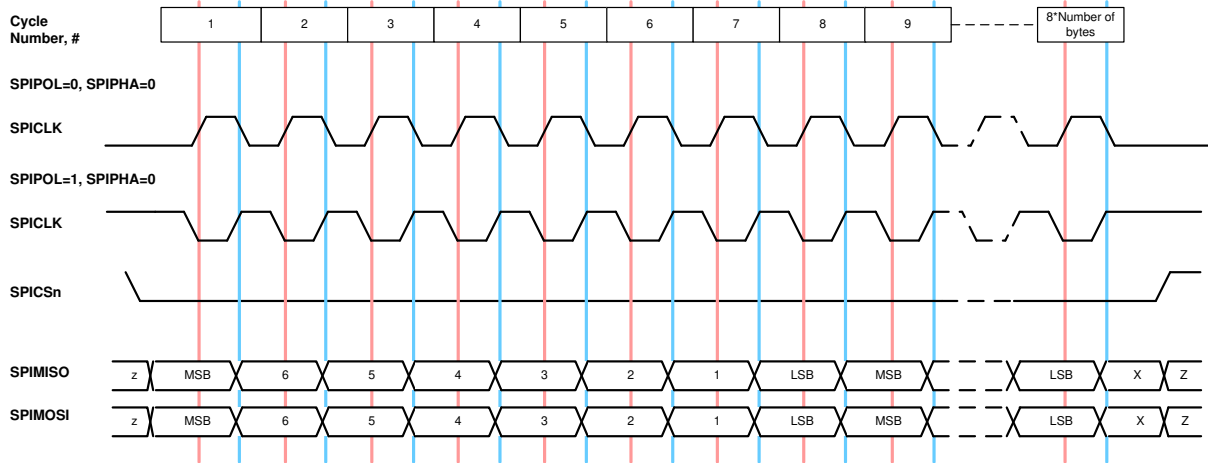 Cycle Number, # 1 2 3 4 5 6 7 8 9 8*Number of bytes
SPIPOL=0, SPIPHA=0
SPICLK
SPIPOL=1, SPIPHA=0
SPICLK
SPICSn
SPIMISO z MSB 6 5 4 3 2 1 LSB MSB LSB X Z
SPIMOSI z MSB 6 5 4 3 2 1 LSB MSB LSB X Z